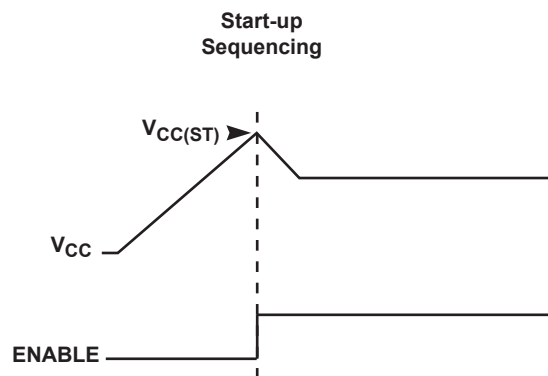 Start-up
Sequencing
VCC(ST)
VCC
ENABLE